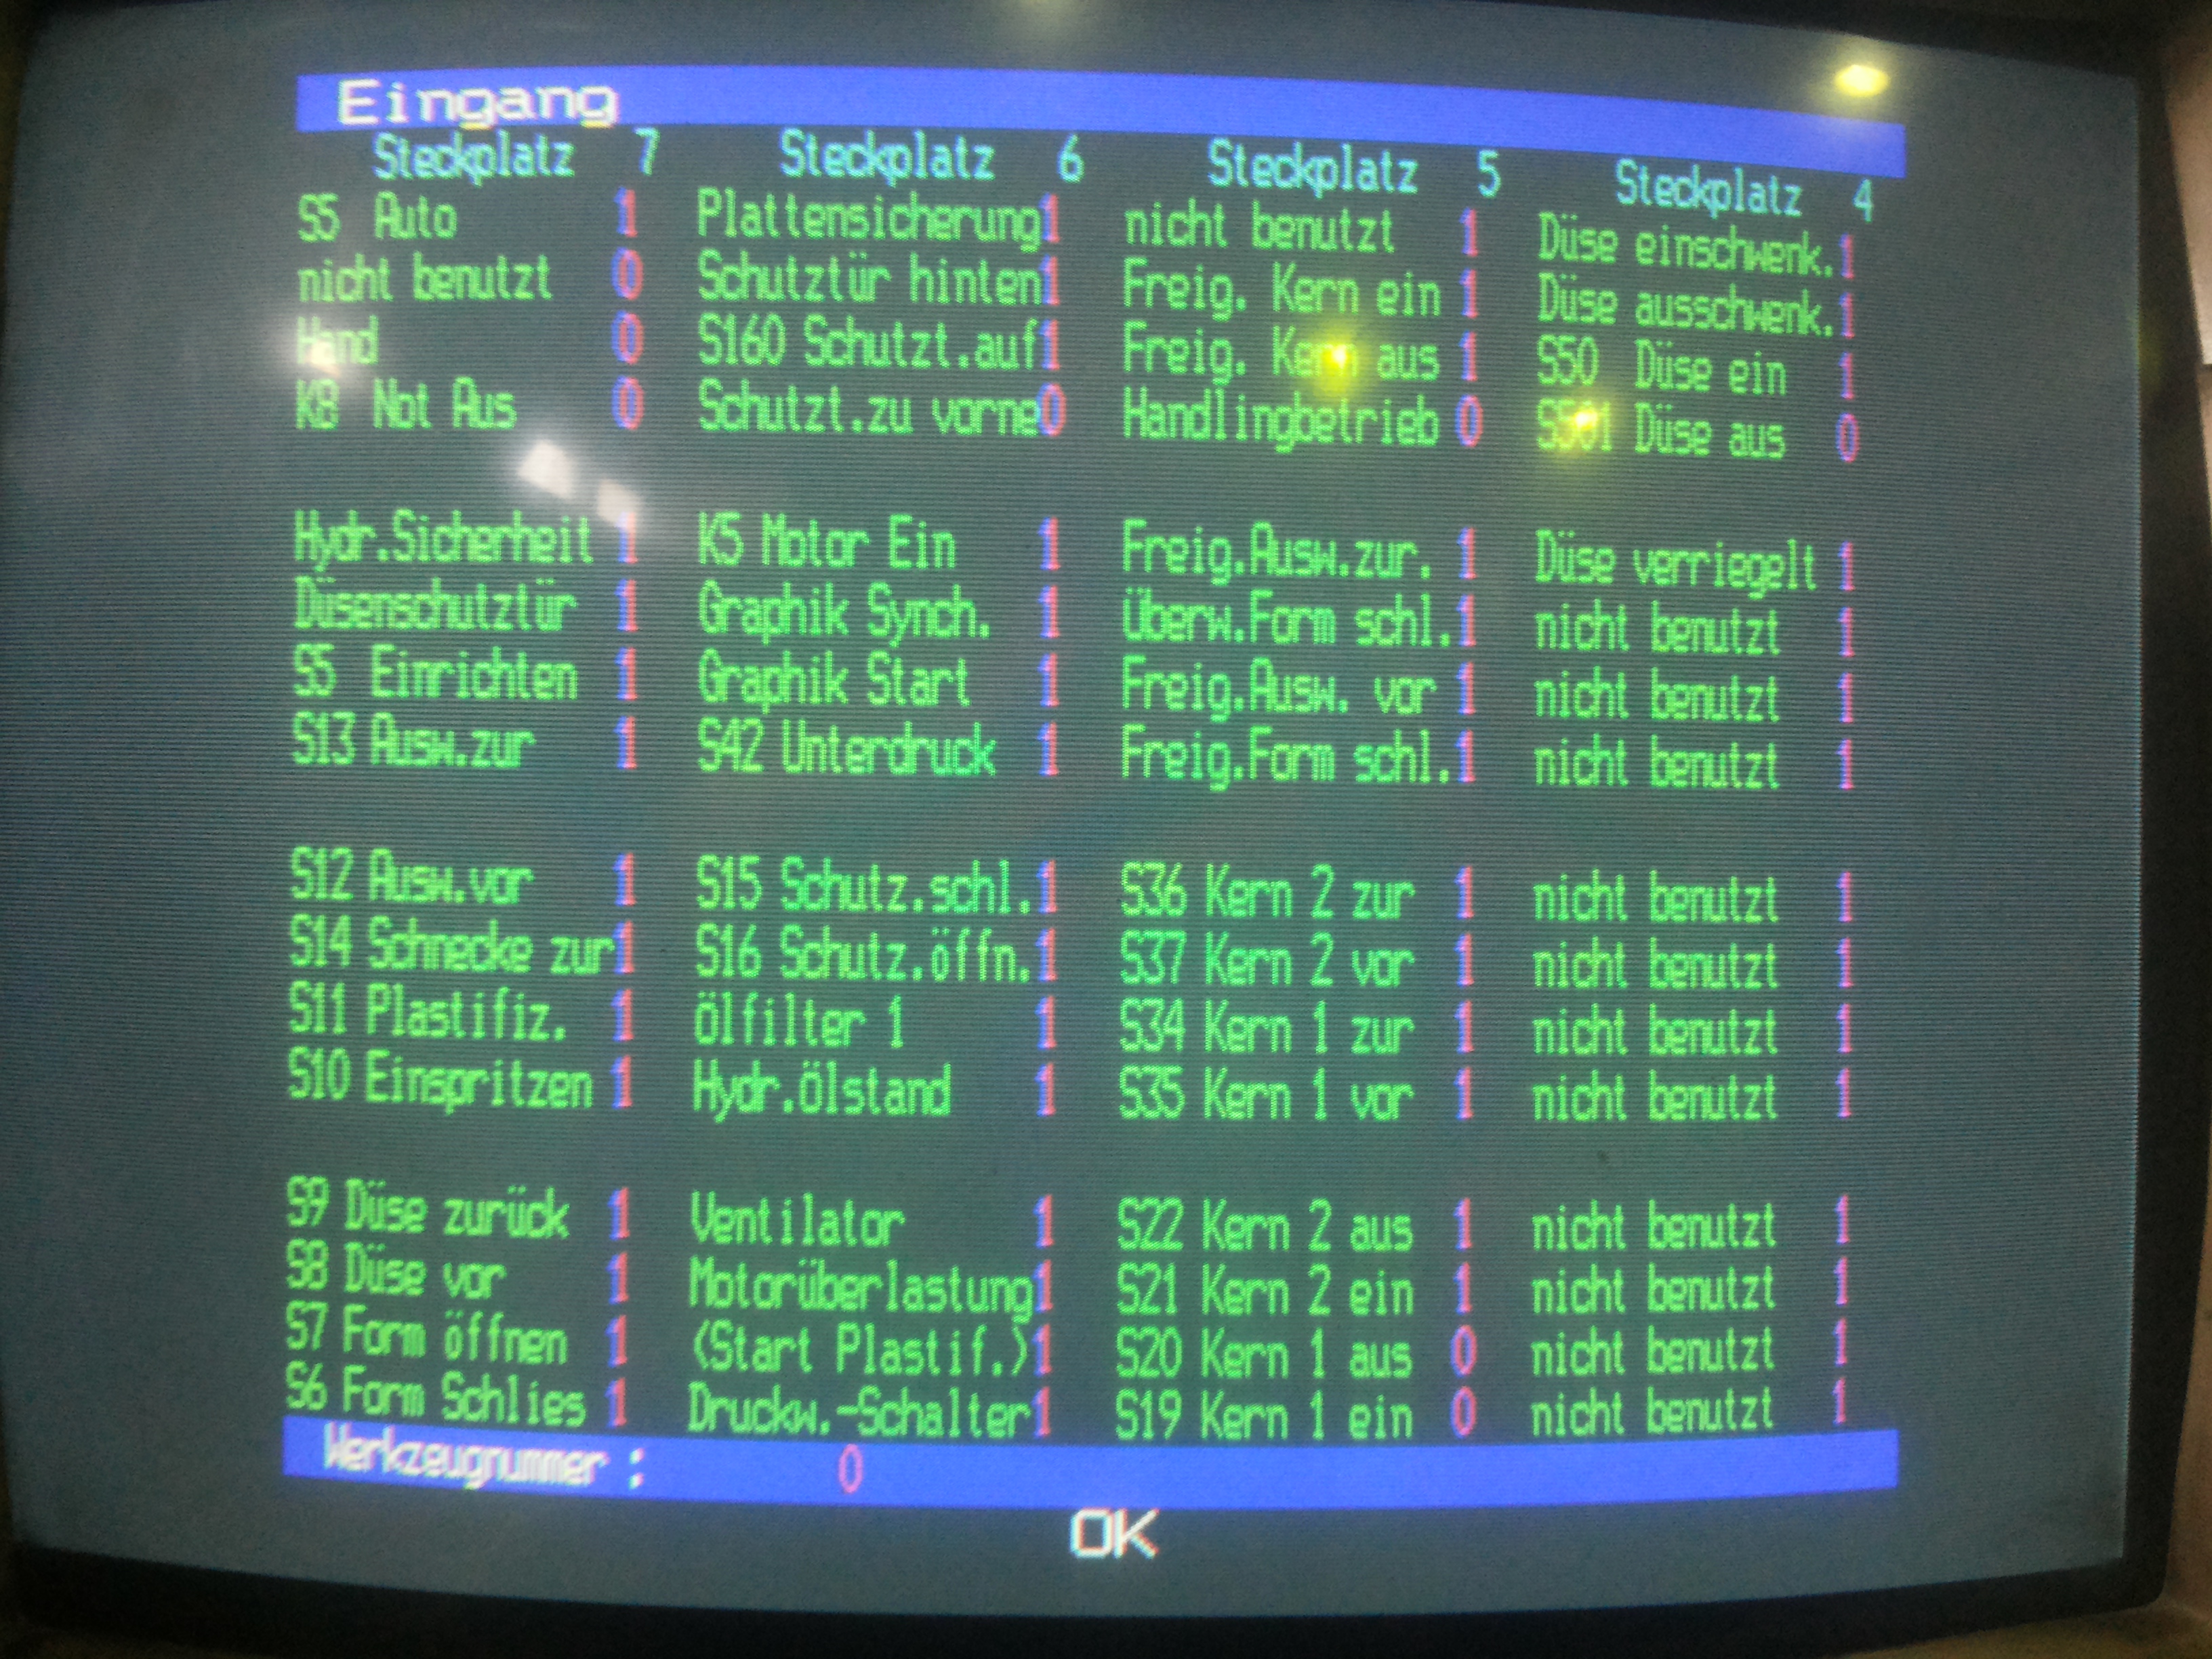 Eingang
Steckplatz 7 Steckplatz 6 Steckplatz 5 Steckplatz 4
S5 Auto 1 Plattensicherung1 nicht benutzt 1 Düse einschwenk.1
nicht benutzt 0 Schutztür hinten1 Freig. Kern ein 1 Düse ausschwenk.1
Hand 0 S160 Schutzt.auf1 Freig. Kern aus 1 S50 Düse ein 1
K8 Not Aus 0 Schutzt.zu vorne0 Handlingbetrieb 0 S501 Düse aus 0
Hydr.Sicherheit 1 K5 Motor Ein 1 Freig.Ausw.zur. 1 Düse verriegelt 1
Düsenschutztür 1 Graphik Synch. 1 Überw.Form schl.1 nicht benutzt 1
S5 Einrichten 1 Graphik Start 1 Freig.Ausw. vor 1 nicht benutzt 1
S13 Ausw.zur 1 S42 Unterdruck 1 Freig.Form schl.1 nicht benutzt 1
S12 Ausw.vor 1 S15 Schutz.schl.1 S36 Kern 2 zur 1 nicht benutzt 1
S14 Schnecke zur1 S16 Schutz.öffn.1 S37 Kern 2 vor 1 nicht benutzt 1
S11 Plastifiz. 1 Ölfilter 1 1 S34 Kern 1 zur 1 nicht benutzt 1
S10 Einspritzen 1 Hydr.Ölstand 1 S35 Kern 1 vor 1 nicht benutzt 1
S9 Düse zurück 1 Ventilator 1 S22 Kern 2 aus 1 nicht benutzt 1
S8 Düse vor 1 Motorüberlastung1 S21 Kern 2 ein 1 nicht benutzt 1
S7 Form öffnen 1 (Start Plastif.)1 S20 Kern 1 aus 0 nicht benutzt 1
S6 Form Schlies 1 Druckw.-Schalter1 S19 Kern 1 ein 0 nicht benutzt 1
Werkzeugnummer : 0
OK